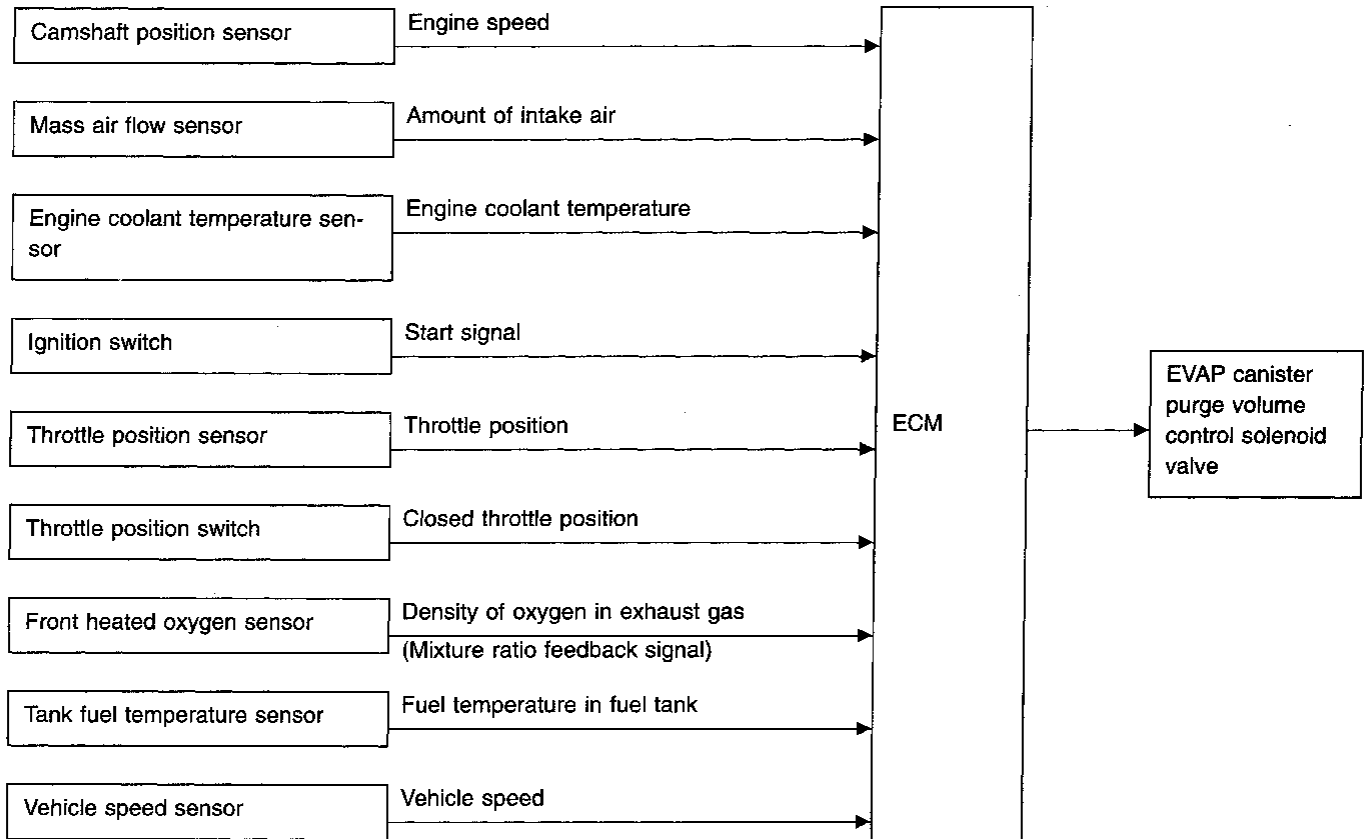 Camshaft position sensor
Engine speed
Mass air flow sensor
Amount of intake air
Engine coolant temperature sen-
sor
Engine coolant temperature
Ignition switch
Start signal
Throttle position sensor
Throttle position
Throttle position switch
Closed throttle position
Front heated oxygen sensor
Density of oxygen in exhaust gas
(Mixture ratio feedback signal)
Tank fuel temperature sensor
Fuel temperature in fuel tank
Vehicle speed sensor
Vehicle speed
ECM
EVAP canister
purge volume
control solenoid
valve